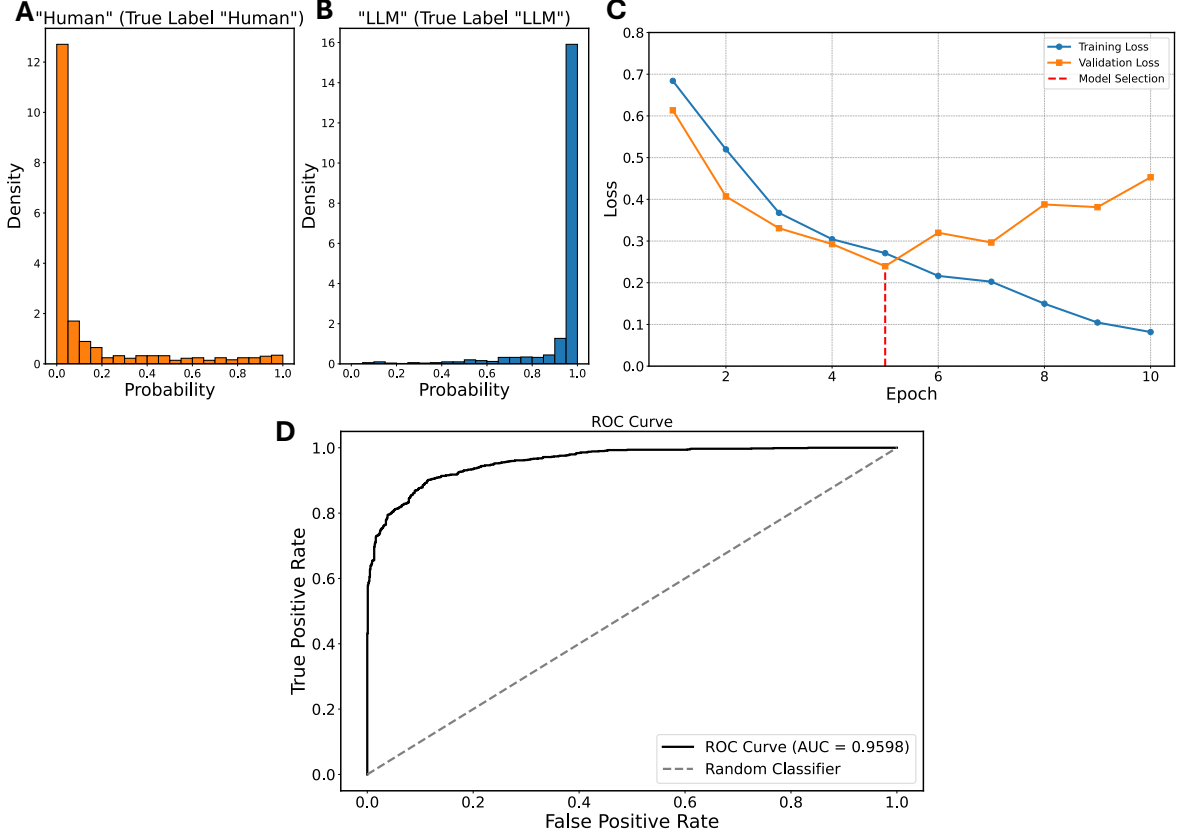 A
"Human" (True Label "Human")
Density
12
10
8
6
4
2
0
0.0 0.2 0.4 0.6 0.8 1.0
Probability
B
"LLM" (True Label "LLM")
Density
16
14
12
10
8
6
4
2
0
0.0 0.2 0.4 0.6 0.8 1.0
Probability
C
Loss
0.8
0.7
0.6
0.5
0.4
0.3
0.2
0.1
0.0
2 4 6 8 10
Epoch
Training Loss
Validation Loss
Model Selection
D
ROC Curve
True Positive Rate
1.0
0.8
0.6
0.4
0.2
0.0
0.0 0.2 0.4 0.6 0.8 1.0
False Positive Rate
ROC Curve (AUC = 0.9598)
Random Classifier